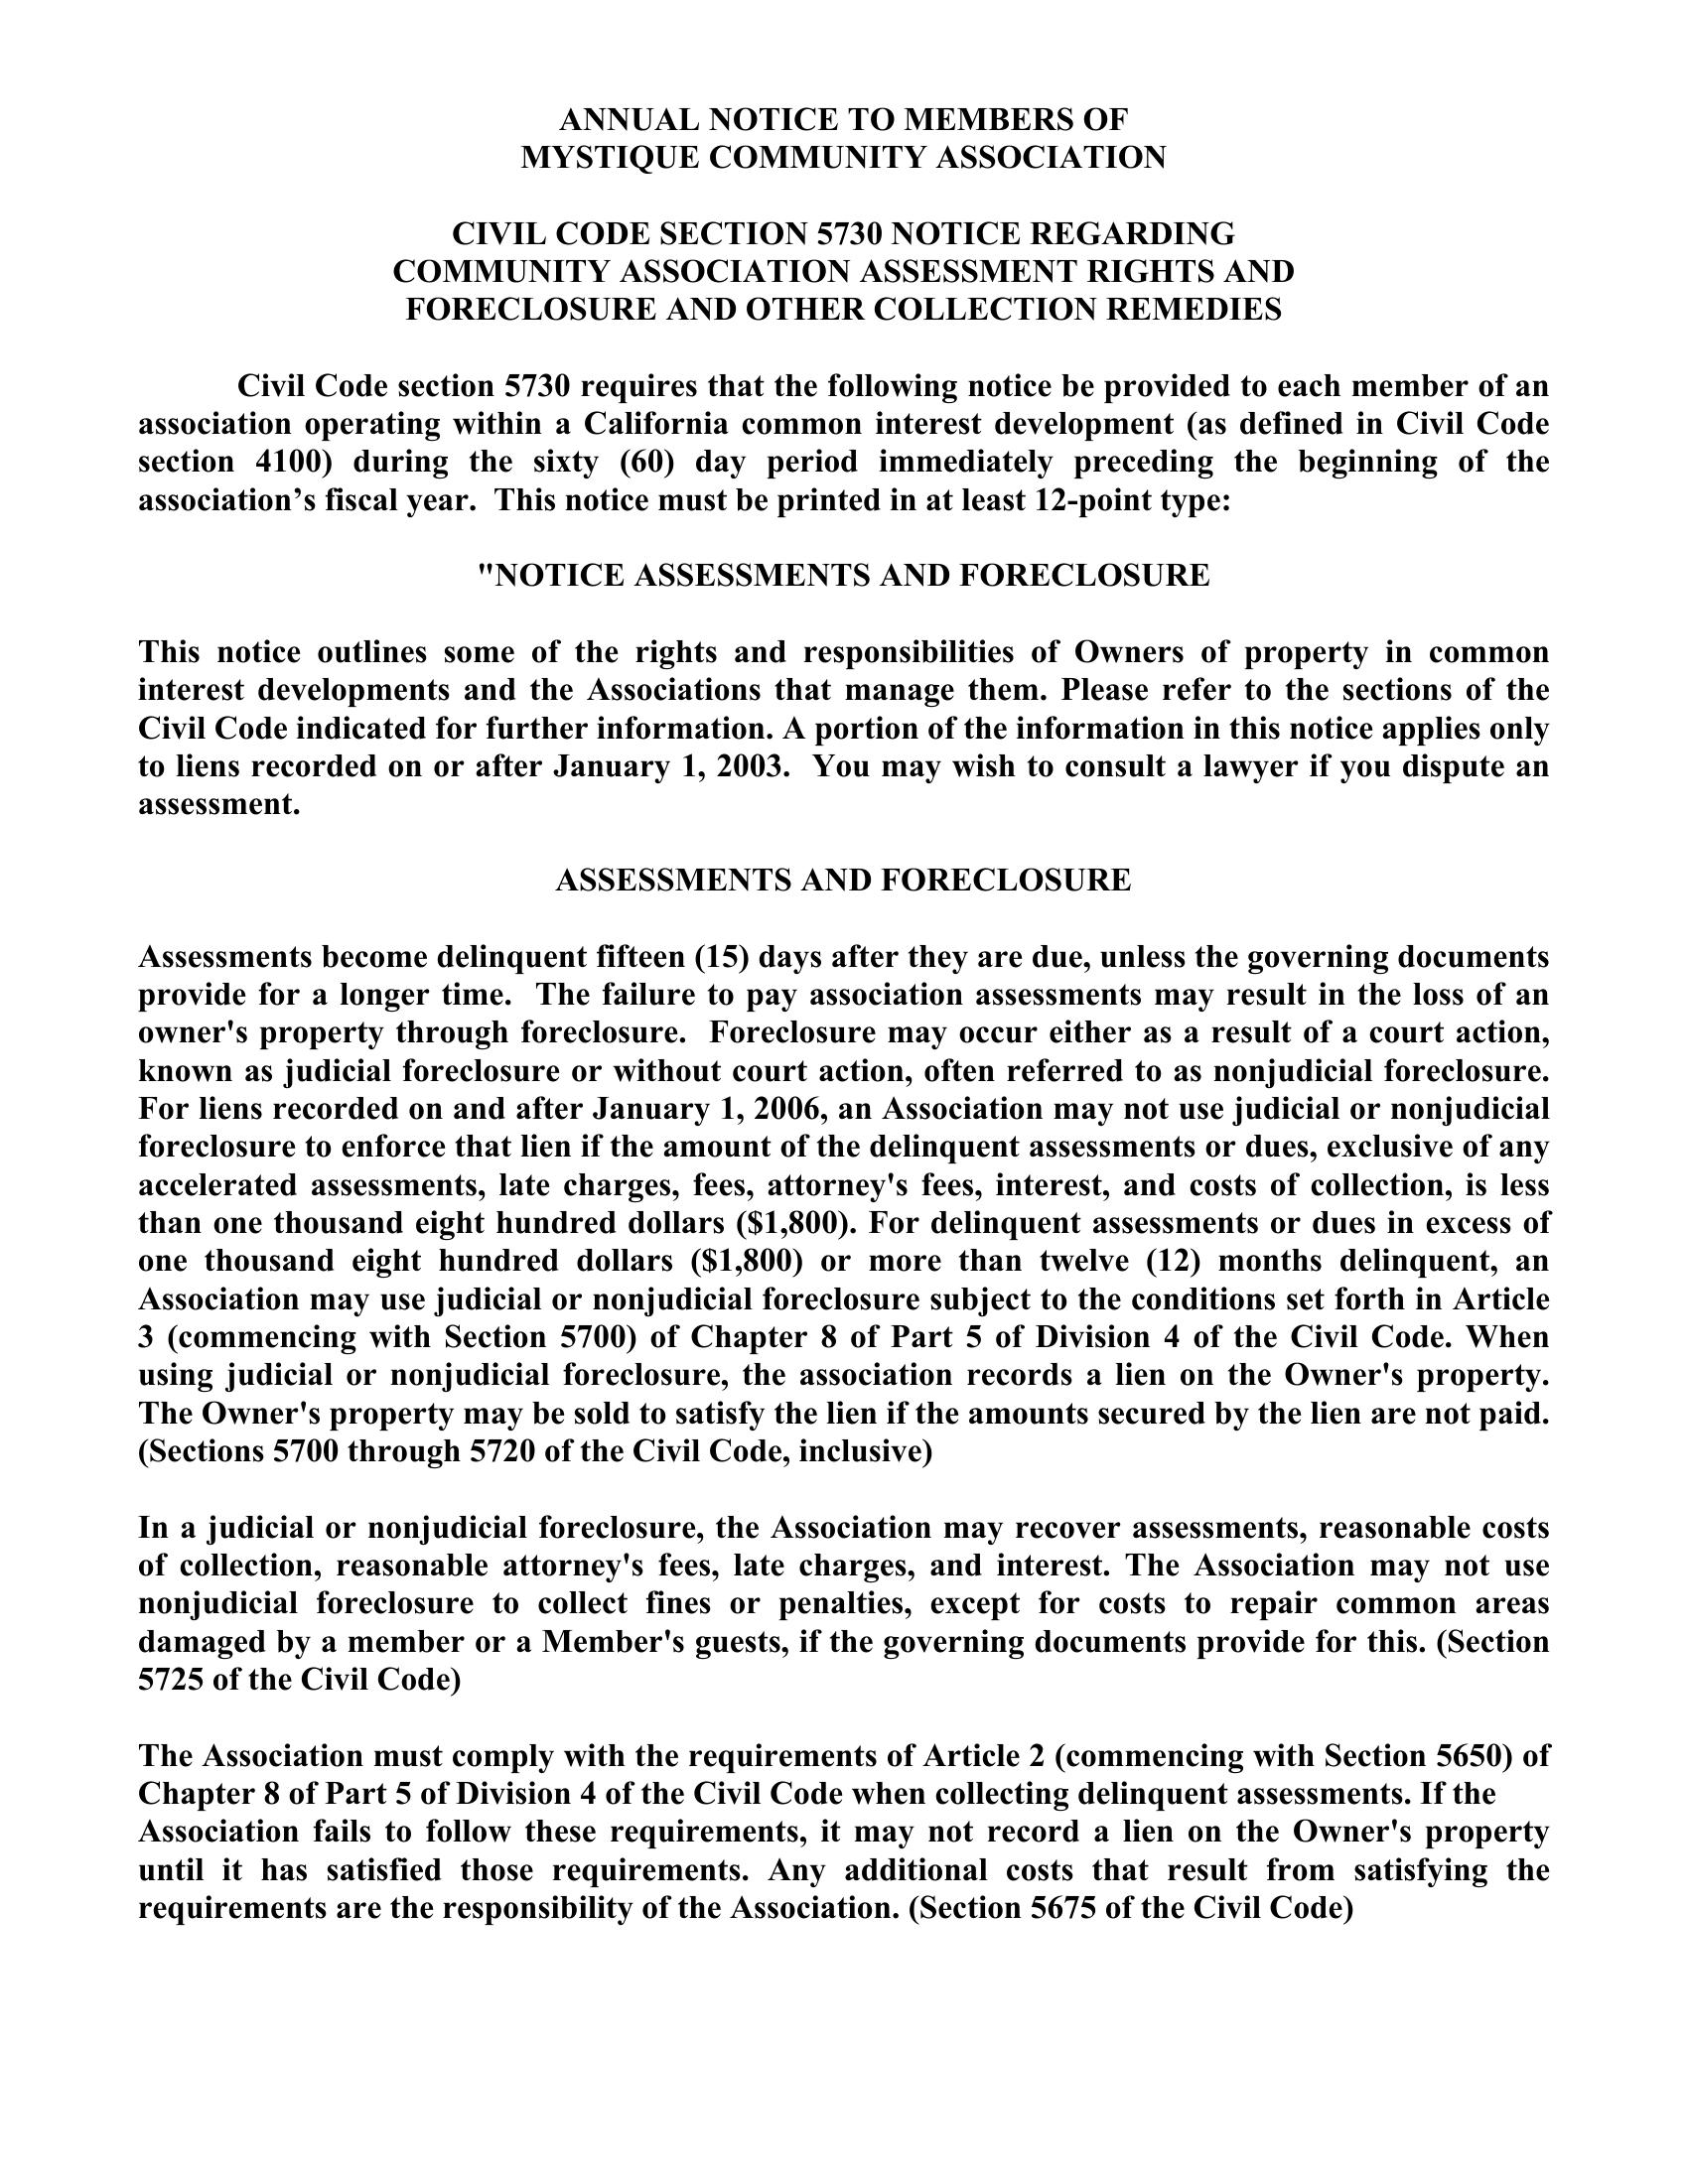 ANNUAL NOTICE TO MEMBERS OF
MYSTIQUE COMMUNITY ASSOCIATION
CIVIL CODE SECTION 5730 NOTICE REGARDING
COMMUNITY ASSOCIATION ASSESSMENT RIGHTS AND
FORECLOSURE AND OTHER COLLECTION REMEDIES
Civil Code section 5730 requires that the following notice be provided to each member of an
association operating within a California common interest development (as defined in Civil Code
section 4100) during the sixty (60) day period immediately preceding the beginning of the
association’s fiscal year.  This notice must be printed in at least 12-point type:
"NOTICE ASSESSMENTS AND FORECLOSURE
This notice outlines some of the rights and responsibilities of Owners of property in common
interest developments and the Associations that manage them. Please refer to the sections of the
Civil Code indicated for further information. A portion of the information in this notice applies only
to liens recorded on or after January 1, 2003.  You may wish to consult a lawyer if you dispute an
assessment.
ASSESSMENTS AND FORECLOSURE
Assessments become delinquent fifteen (15) days after they are due, unless the governing documents
provide for a longer time.  The failure to pay association assessments may result in the loss of an
owner's property through foreclosure.  Foreclosure may occur either as a result of a court action,
known as judicial foreclosure or without court action, often referred to as nonjudicial foreclosure.
For liens recorded on and after January 1, 2006, an Association may not use judicial or nonjudicial
foreclosure to enforce that lien if the amount of the delinquent assessments or dues, exclusive of any
accelerated assessments, late charges, fees, attorney's fees, interest, and costs of collection, is less
than one thousand eight hundred dollars ($1,800). For delinquent assessments or dues in excess of
one thousand eight hundred dollars ($1,800) or more than twelve (12) months delinquent, an
Association may use judicial or nonjudicial foreclosure subject to the conditions set forth in Article
3 (commencing with Section 5700) of Chapter 8 of Part 5 of Division 4 of the Civil Code. When
using judicial or nonjudicial foreclosure, the association records a lien on the Owner's property.
The Owner's property may be sold to satisfy the lien if the amounts secured by the lien are not paid.
(Sections 5700 through 5720 of the Civil Code, inclusive)
In a judicial or nonjudicial foreclosure, the Association may recover assessments, reasonable costs
of collection, reasonable attorney's fees, late charges, and interest. The Association may not use
nonjudicial foreclosure to collect fines or penalties, except for costs to repair common areas
damaged by a member or a Member's guests, if the governing documents provide for this. (Section
5725 of the Civil Code)
The Association must comply with the requirements of Article 2 (commencing with Section 5650) of
Chapter 8 of Part 5 of Division 4 of the Civil Code when collecting delinquent assessments. If the
Association fails to follow these requirements, it may not record a lien on the Owner's property
until it has satisfied those requirements. Any additional costs that result from satisfying the
requirements are the responsibility of the Association. (Section 5675 of the Civil Code)